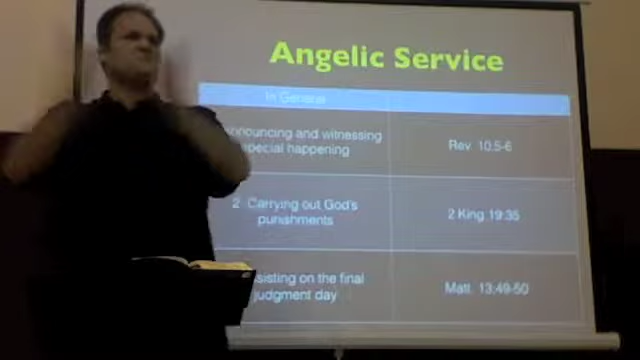 Angelic Service
In General
nnouncing and witnessing
special happening
Rev. 10.5-6
2 Carrying out God's
punishments
2 King 19:35
sisting on the final
judgment day
Matt. 13:49-50